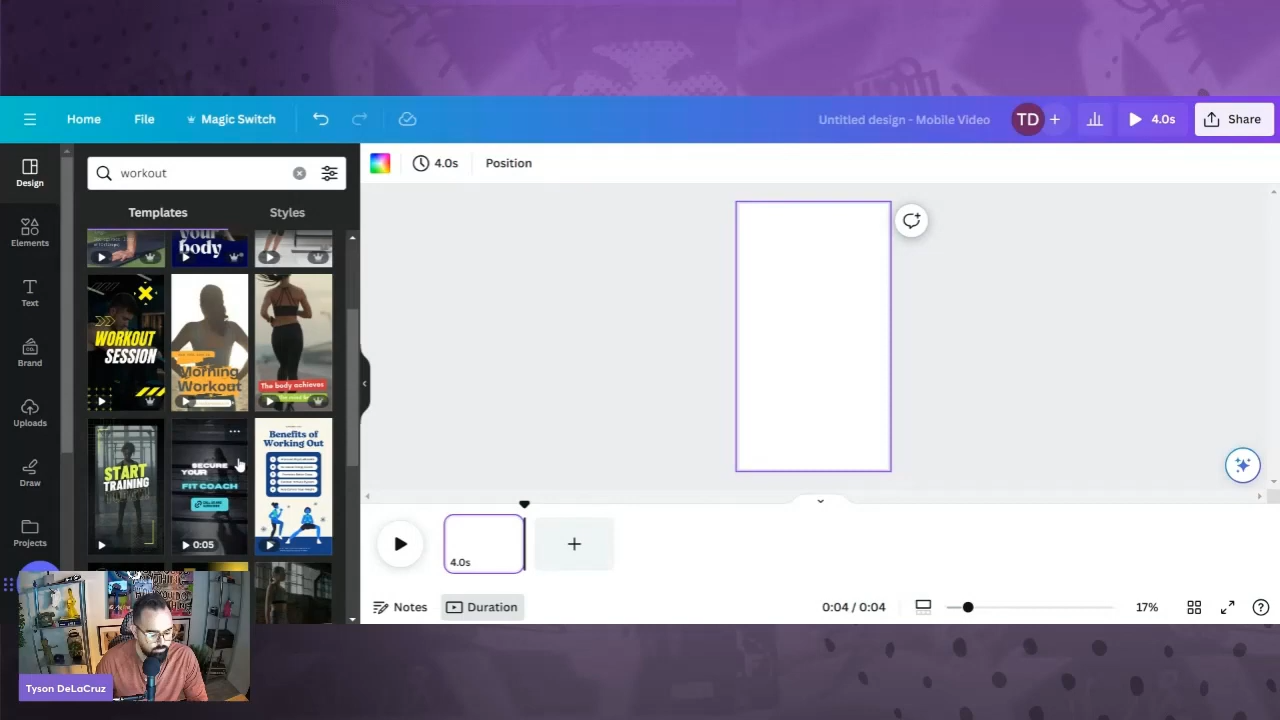 Home File Magic Switch Untitled design - Mobile Video TD + 4.0s Share
Design
workout
4.0s Position
Templates Styles
Elements
Text
Brand
Uploads
Draw
Projects
your
body
WORKOUT
SESSION
Morning
Workout
The body achieves
START
TRAINING
SECURE
YOUR
FIT COACH
0:05
Benefits of
Working Out
4.0s
Notes Duration 0:04 / 0:04 17%
Tyson DeLaCruz